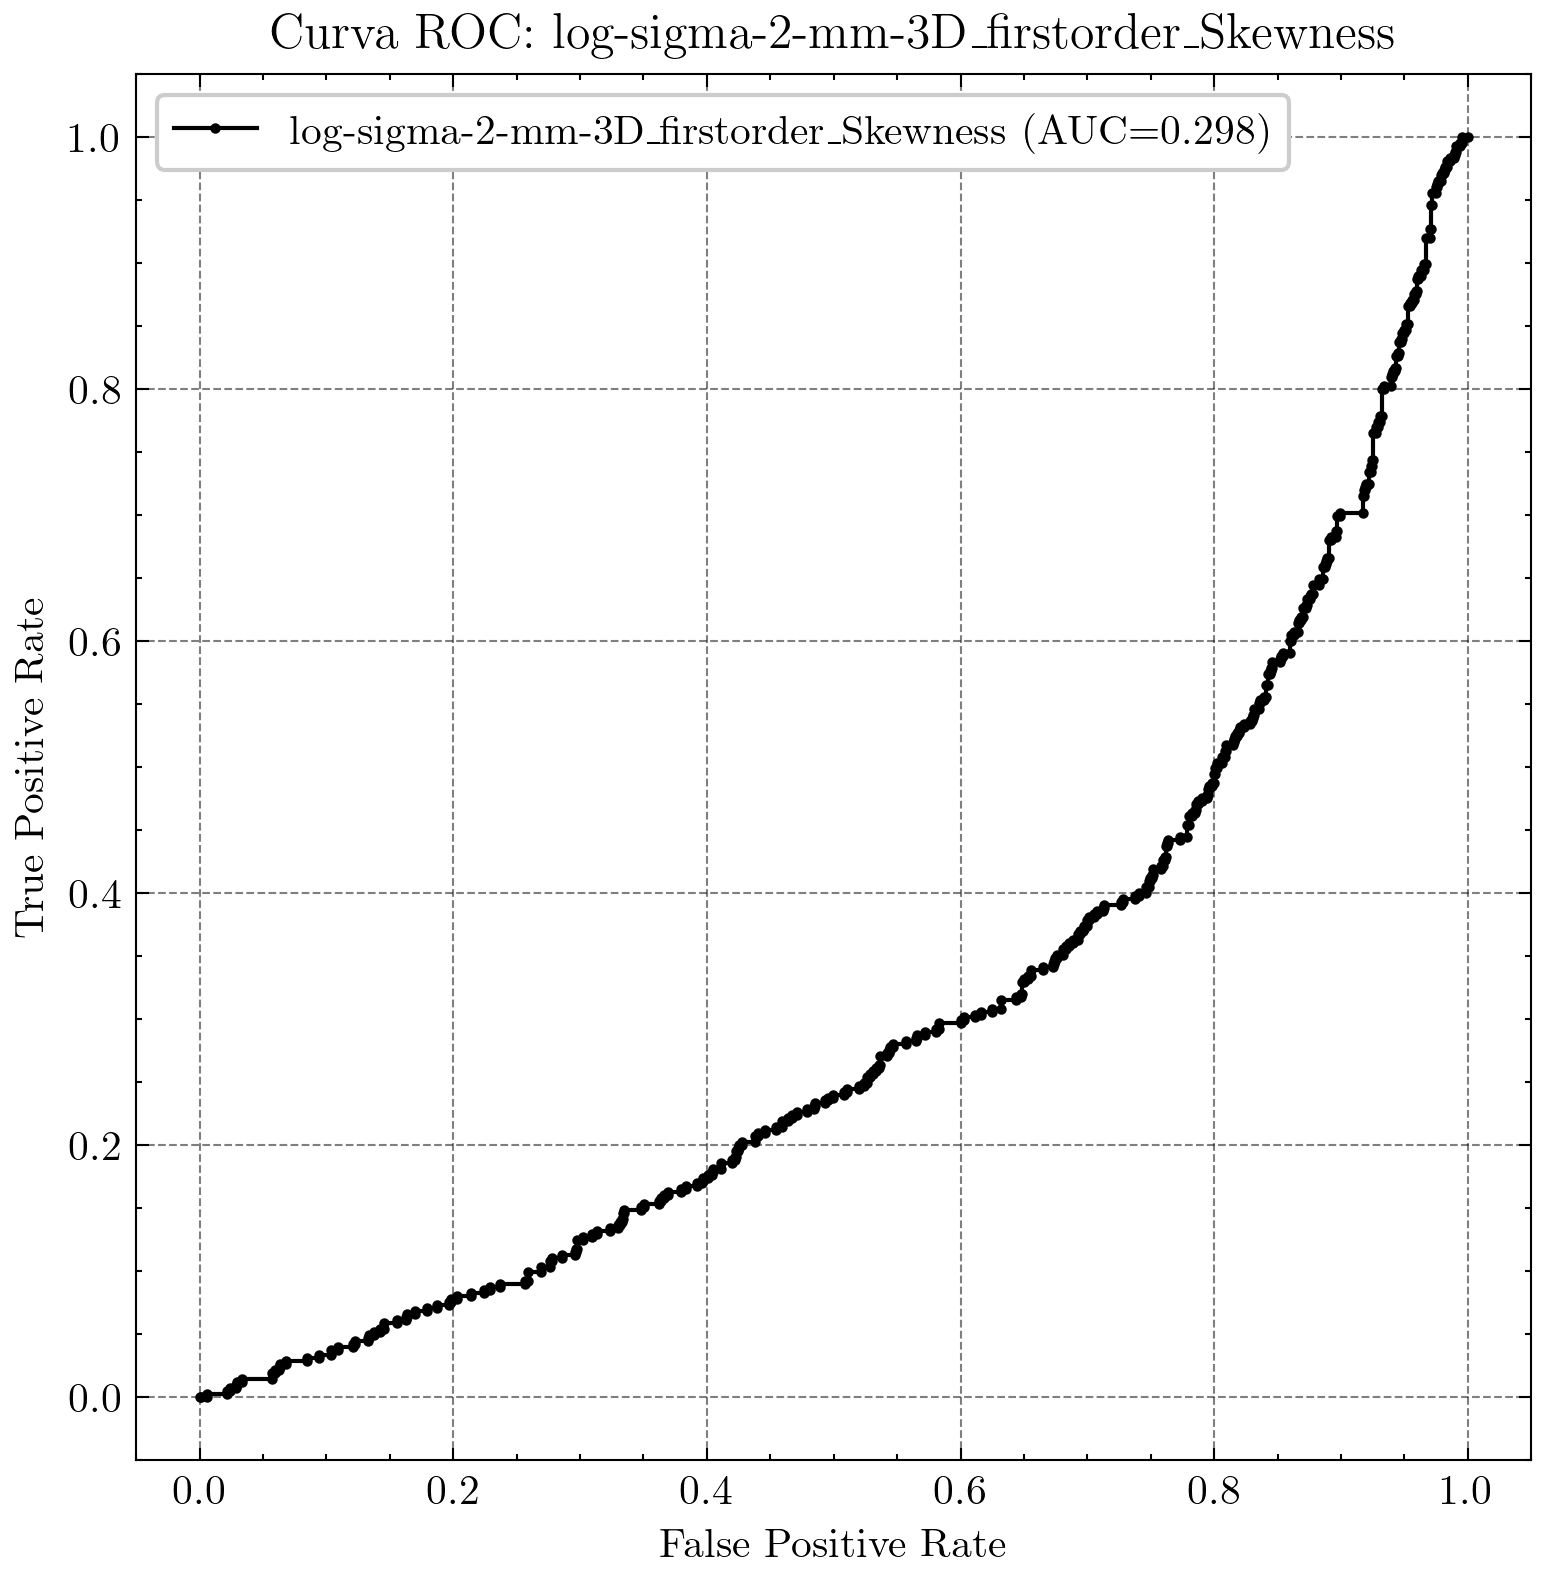 Curva ROC: log-sigma-2-mm-3D_firstorder_Skewness
log-sigma-2-mm-3D_firstorder_Skewness (AUC=0.298)
1.0
0.8
0.6
0.4
0.2
0.0
True Positive Rate
0.0 0.2 0.4 0.6 0.8 1.0
False Positive Rate